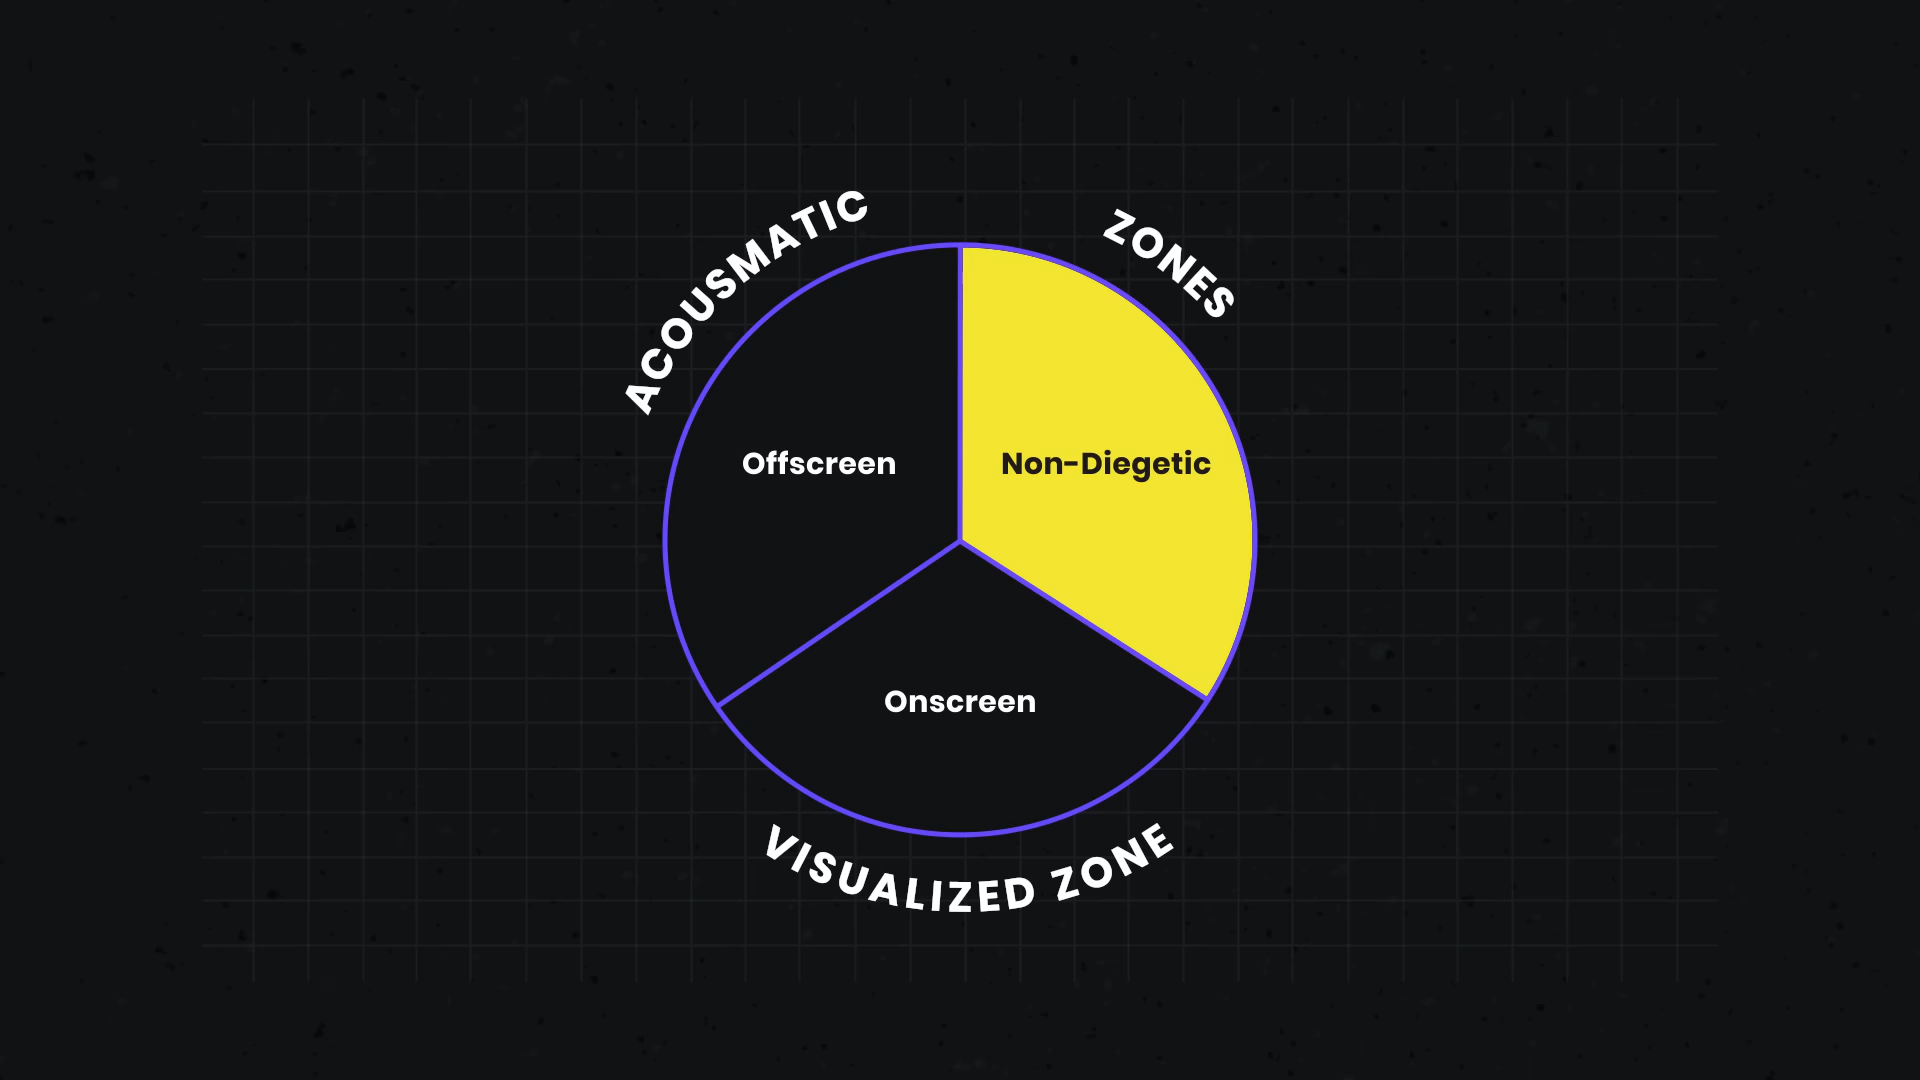 ACOUSMATIC ZONES
Offscreen
Non-Diegetic
Onscreen
VISUALIZED ZONE